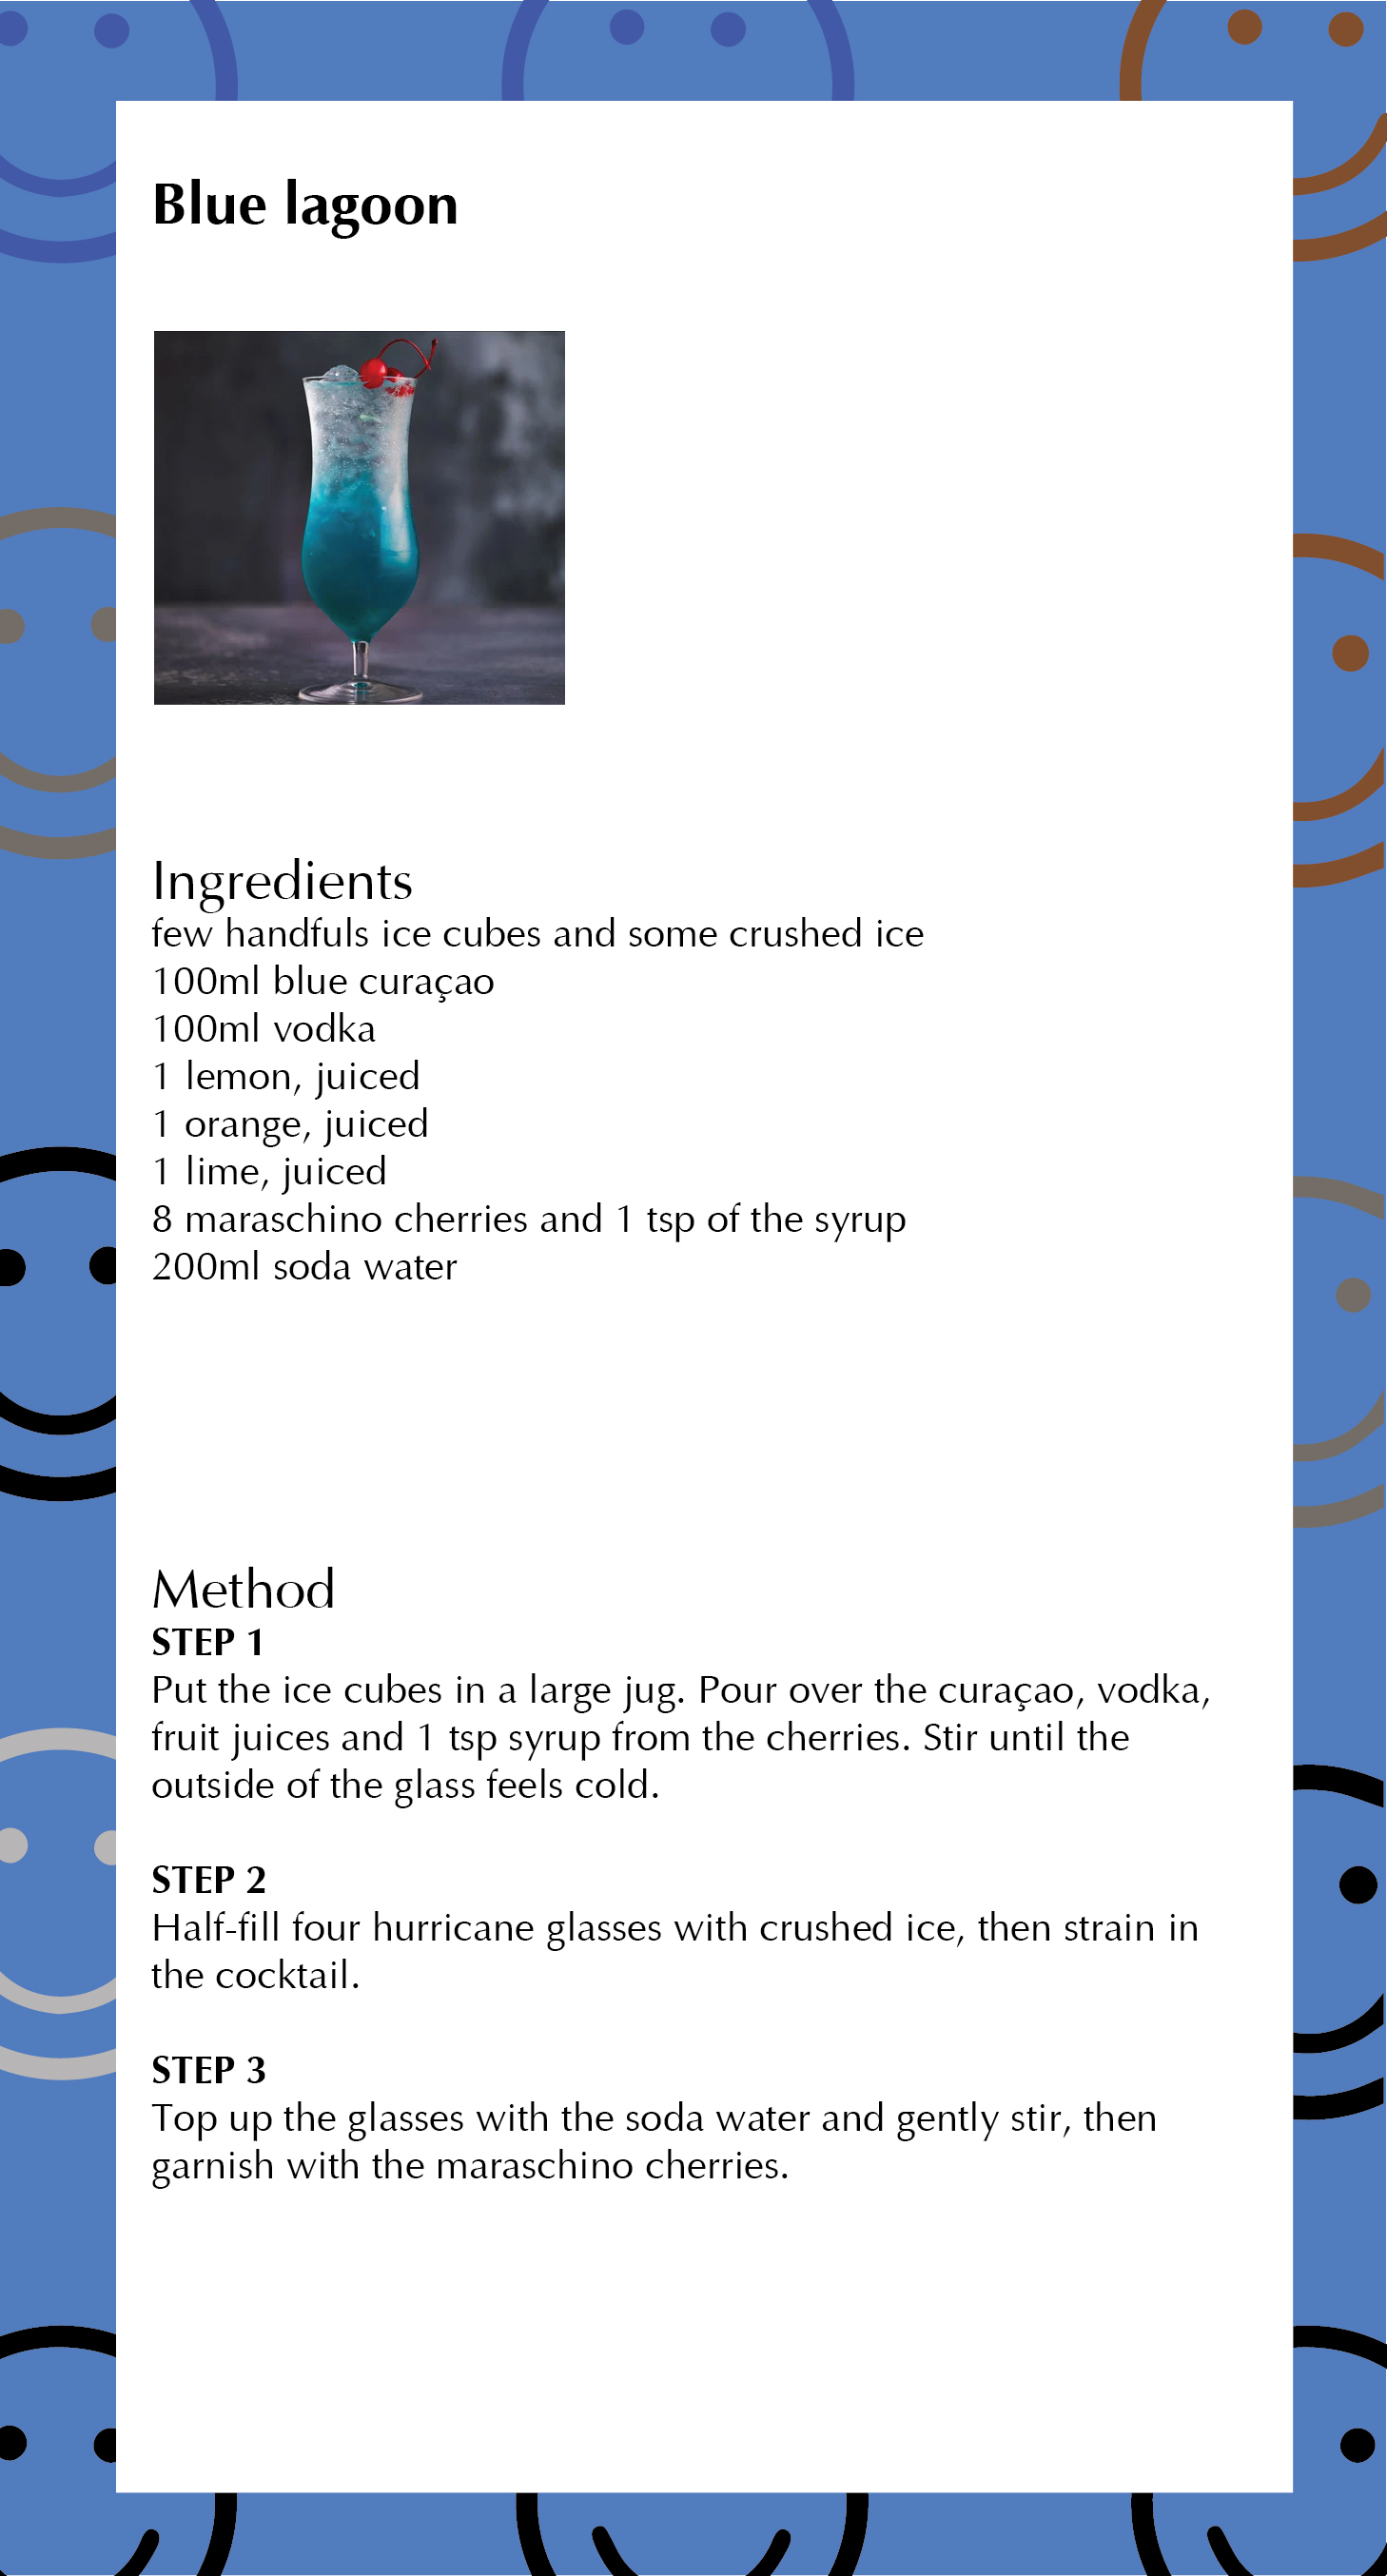 Blue lagoon
Ingredients
few handfuls ice cubes and some crushed ice
100ml blue curaçao
100ml vodka
1 lemon, juiced
1 orange, juiced
1 lime, juiced
8 maraschino cherries and 1 tsp of the syrup
200ml soda water
Method
STEP 1
Put the ice cubes in a large jug. Pour over the curaçao, vodka,
fruit juices and 1 tsp syrup from the cherries. Stir until the
outside of the glass feels cold.
STEP 2
Half-fill four hurricane glasses with crushed ice, then strain in
the cocktail.
STEP 3
Top up the glasses with the soda water and gently stir, then
garnish with the maraschino cherries.